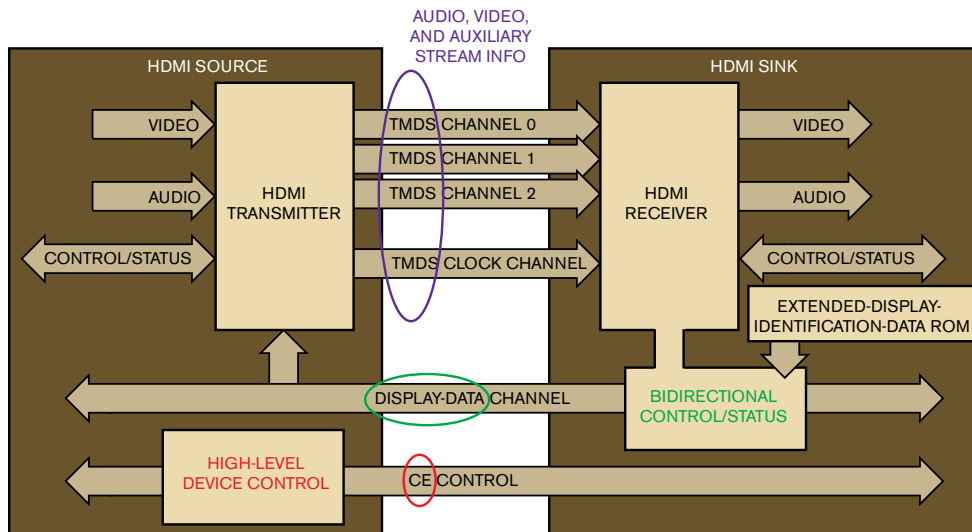 AUDIO, VIDEO,
AND AUXILIARY
STREAM INFO
HDMI SOURCE
HDMI SINK
VIDEO
AUDIO
CONTROL/STATUS
HDMI
TRANSMITTER
TMDS CHANNEL 0
TMDS CHANNEL 1
TMDS CHANNEL 2
TMDS CLOCK CHANNEL
HDMI
RECEIVER
VIDEO
AUDIO
CONTROL/STATUS
EXTENDED-DISPLAY-
IDENTIFICATION-DATA ROM
DISPLAY-DATA CHANNEL
BIDIRECTIONAL
CONTROL/STATUS
HIGH-LEVEL
DEVICE CONTROL
CE CONTROL